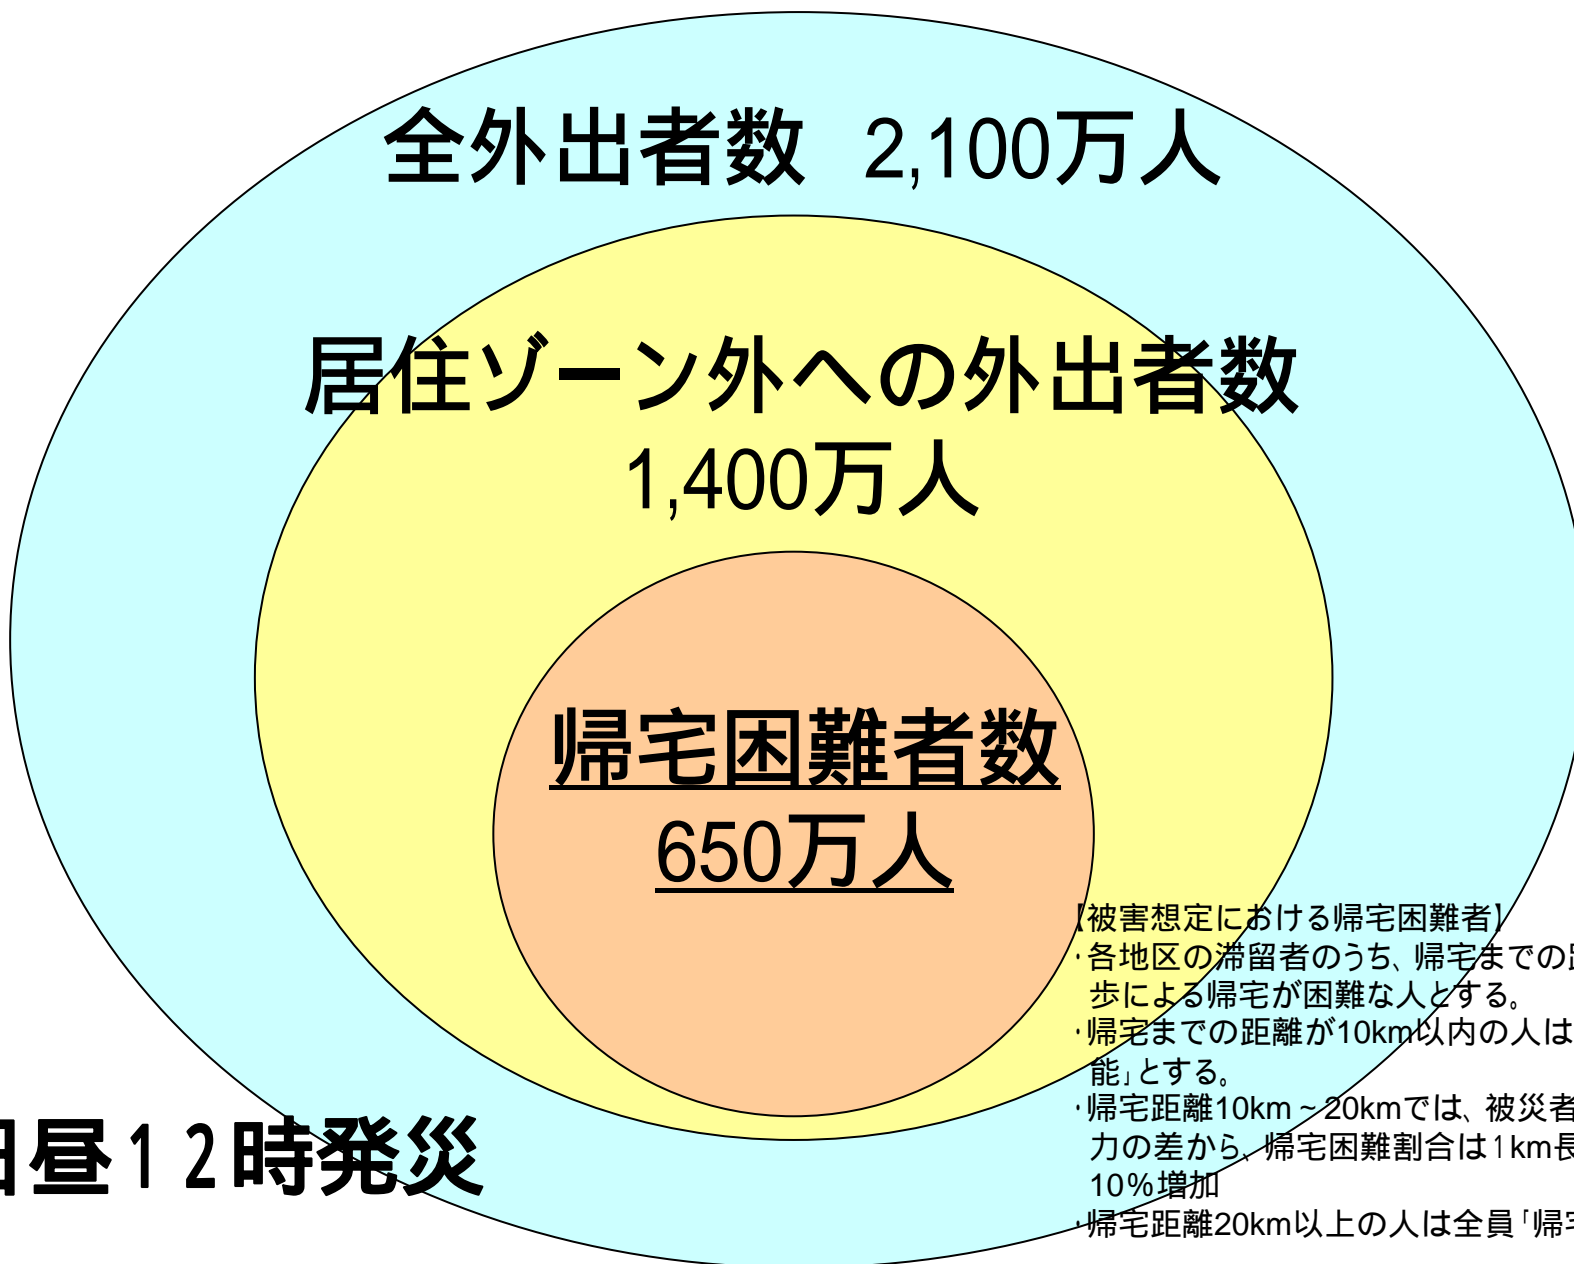 全外出者数 2,100万人
居住ゾーン外への外出者数
1,400万人
帰宅困難者数
650万人
【被害想定における帰宅困難者】
・各地区の滞留者のうち、帰宅までの
歩による帰宅が困難な人とする。
・帰宅までの距離が10km以内の人は
能」とする。
・帰宅距離10km~20kmでは、被災者
力の差から、帰宅困難割合は1km長
10%増加
・帰宅距離20km以上の人は全員「帰宅
日昼12時発災